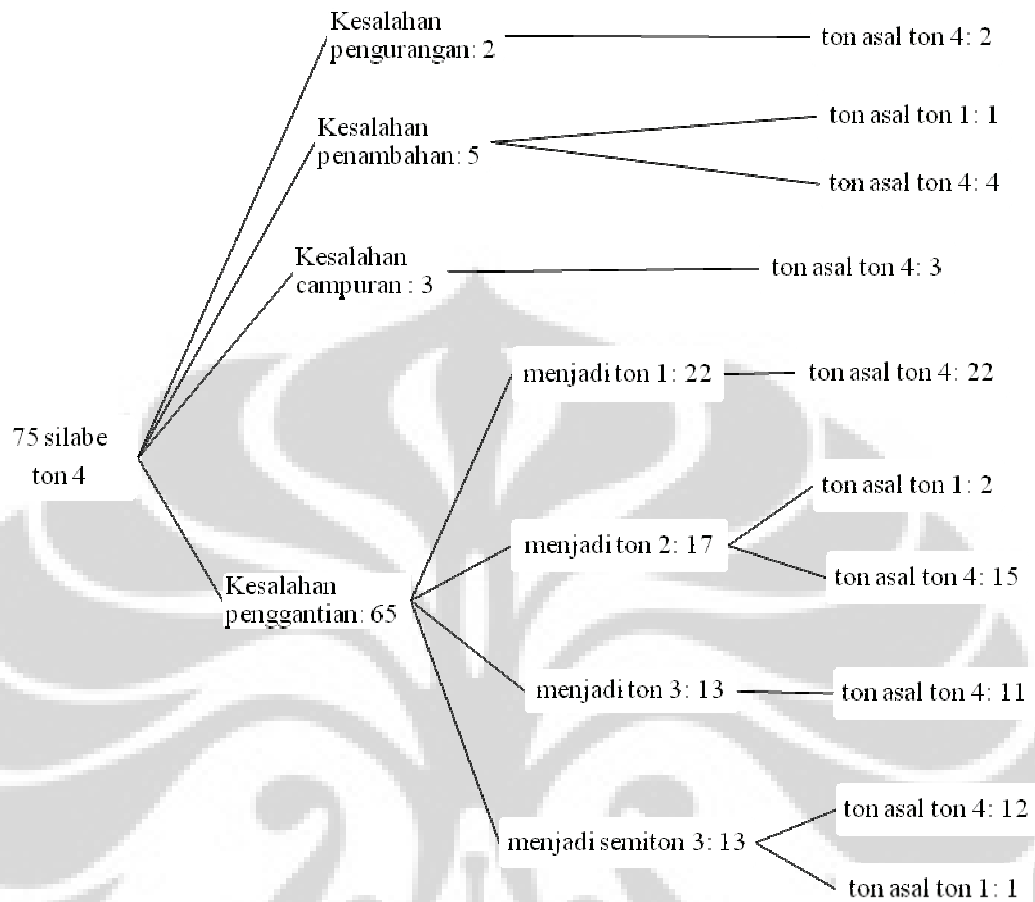 Kesalahan
pengurangan: 2
ton asal ton 4: 2
Kesalahan
penambahan: 5
ton asal ton 1: 1
ton asal ton 4: 4
Kesalahan
campuran : 3
ton asal ton 4: 3
75 silabe
ton 4
Kesalahan
penggantian: 65
menjadi ton 1: 22
ton asal ton 4: 22
menjadi ton 2: 17
ton asal ton 1: 2
ton asal ton 4: 15
menjadi ton 3: 13
ton asal ton 4: 11
menjadi semiton 3: 13
ton asal ton 4: 12
ton asal ton 1: 1